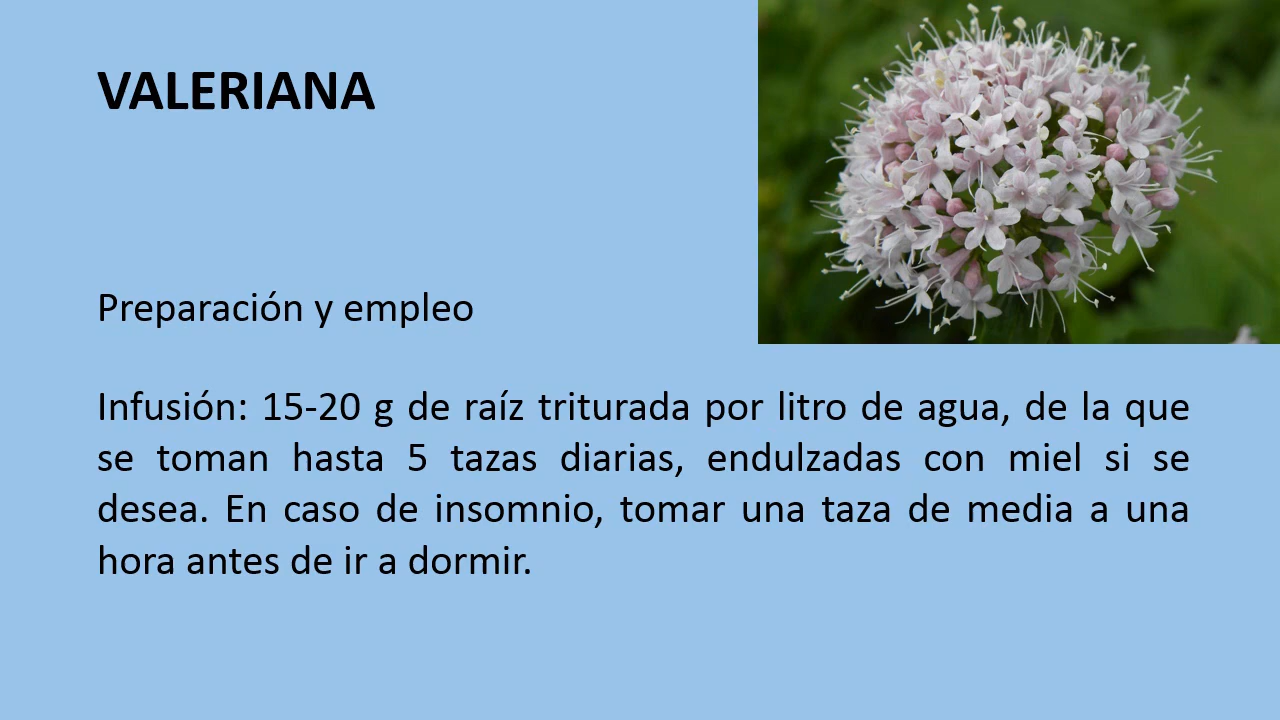 VALERIANA
Preparación y empleo
Infusión: 15-20 g de raíz triturada por litro de agua, de la que
se toman hasta 5 tazas diarias, endulzadas con miel si se
desea. En caso de insomnio, tomar una taza de media a una
hora antes de ir a dormir.